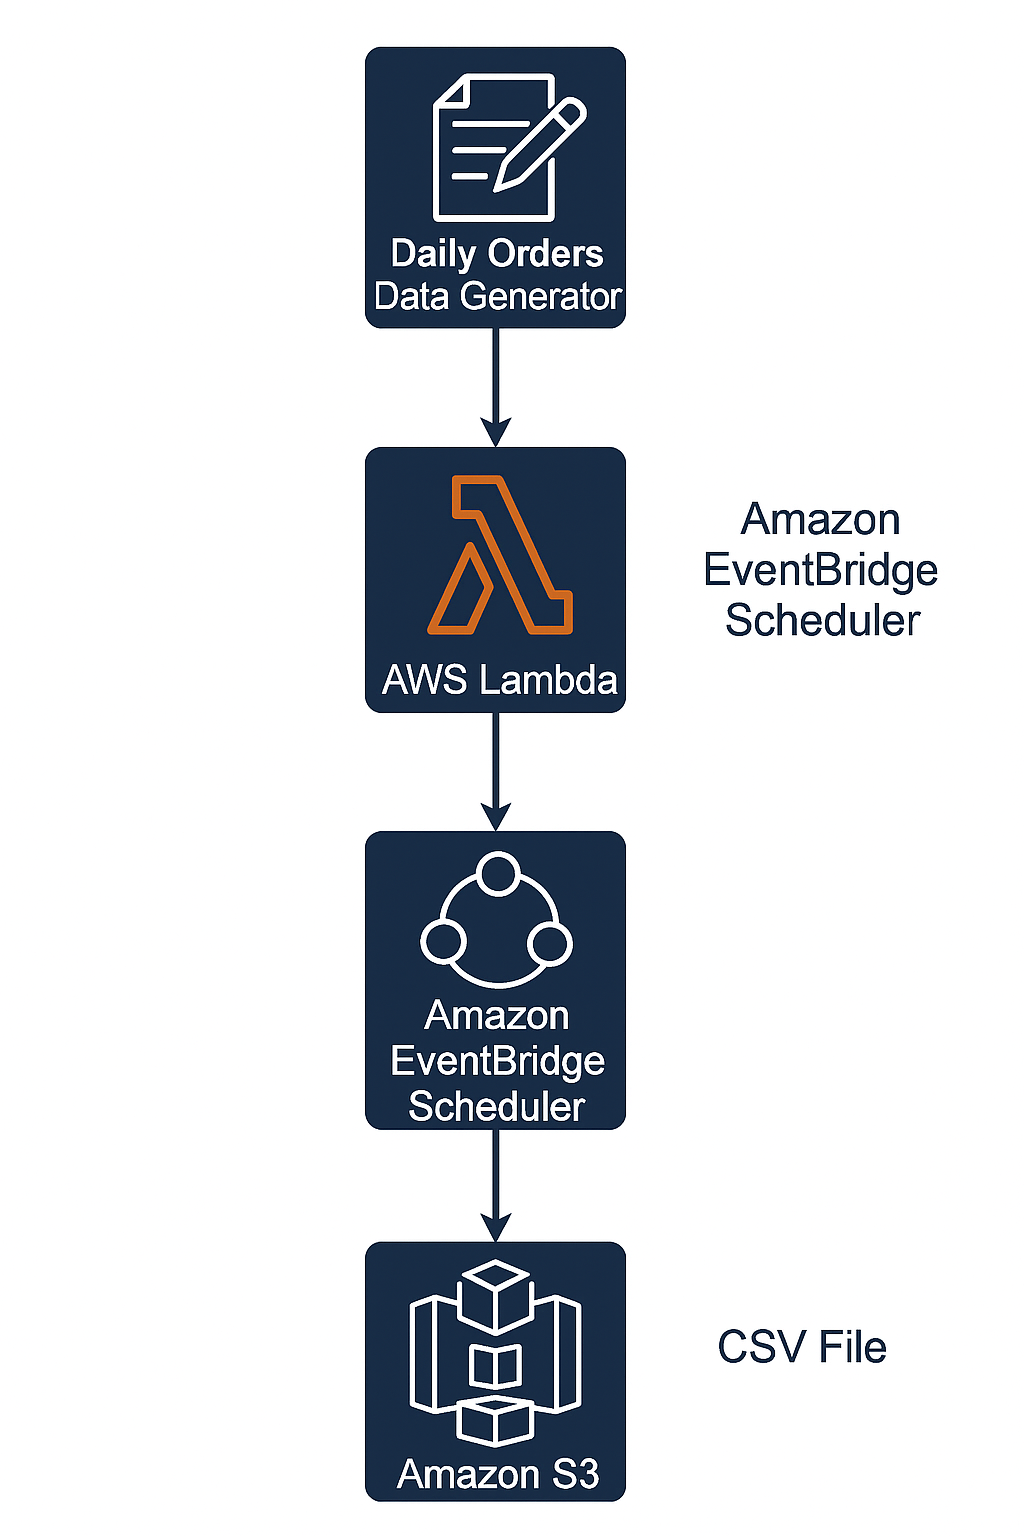 Daily Orders
Data Generator
AWS Lambda
Amazon
EventBridge
Scheduler
Amazon
EventBridge
Scheduler
Amazon S3
CSV File